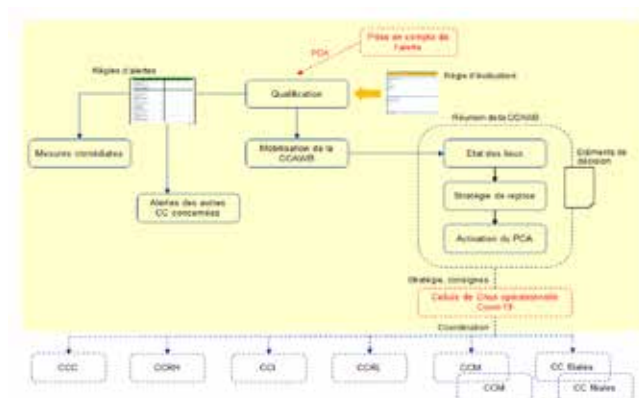 Prise en compte de
l'alerte
PCA
Règles d'alertes
Règle d'évaluation
Qualification
Réunion de la CCAWB
Mesures immédiates
Mobilisation de la
CCAWB
Etat des lieux
Eléments de
décision
Stratégie de reprise
Alertes des autres
CC concernées
Activation du PCA
Stratégie, consignes
Cellule de Crise opérationnelle
Covid-19
Coordination
CCC
CCRH
CCI
CCRL
CCM
CC filiales
CCM
CC filiales